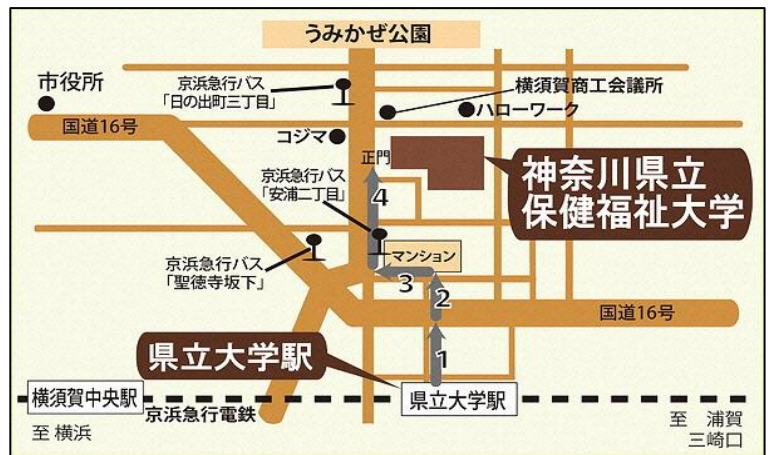 うみかぜ公園
市役所
京浜急行バス
「日の出町三丁目」
横須賀商工会議所
ハローワーク
国道16号
コジマ
正門
神奈川県立
保健福祉大学
京浜急行バス
「安浦二丁目」
4
京浜急行バス
「聖徳寺坂下」
マンション
3
2
国道16号
県立大学駅
1
横須賀中央駅
京浜急行電鉄
県立大学駅
至 横浜
至 浦賀
三崎口